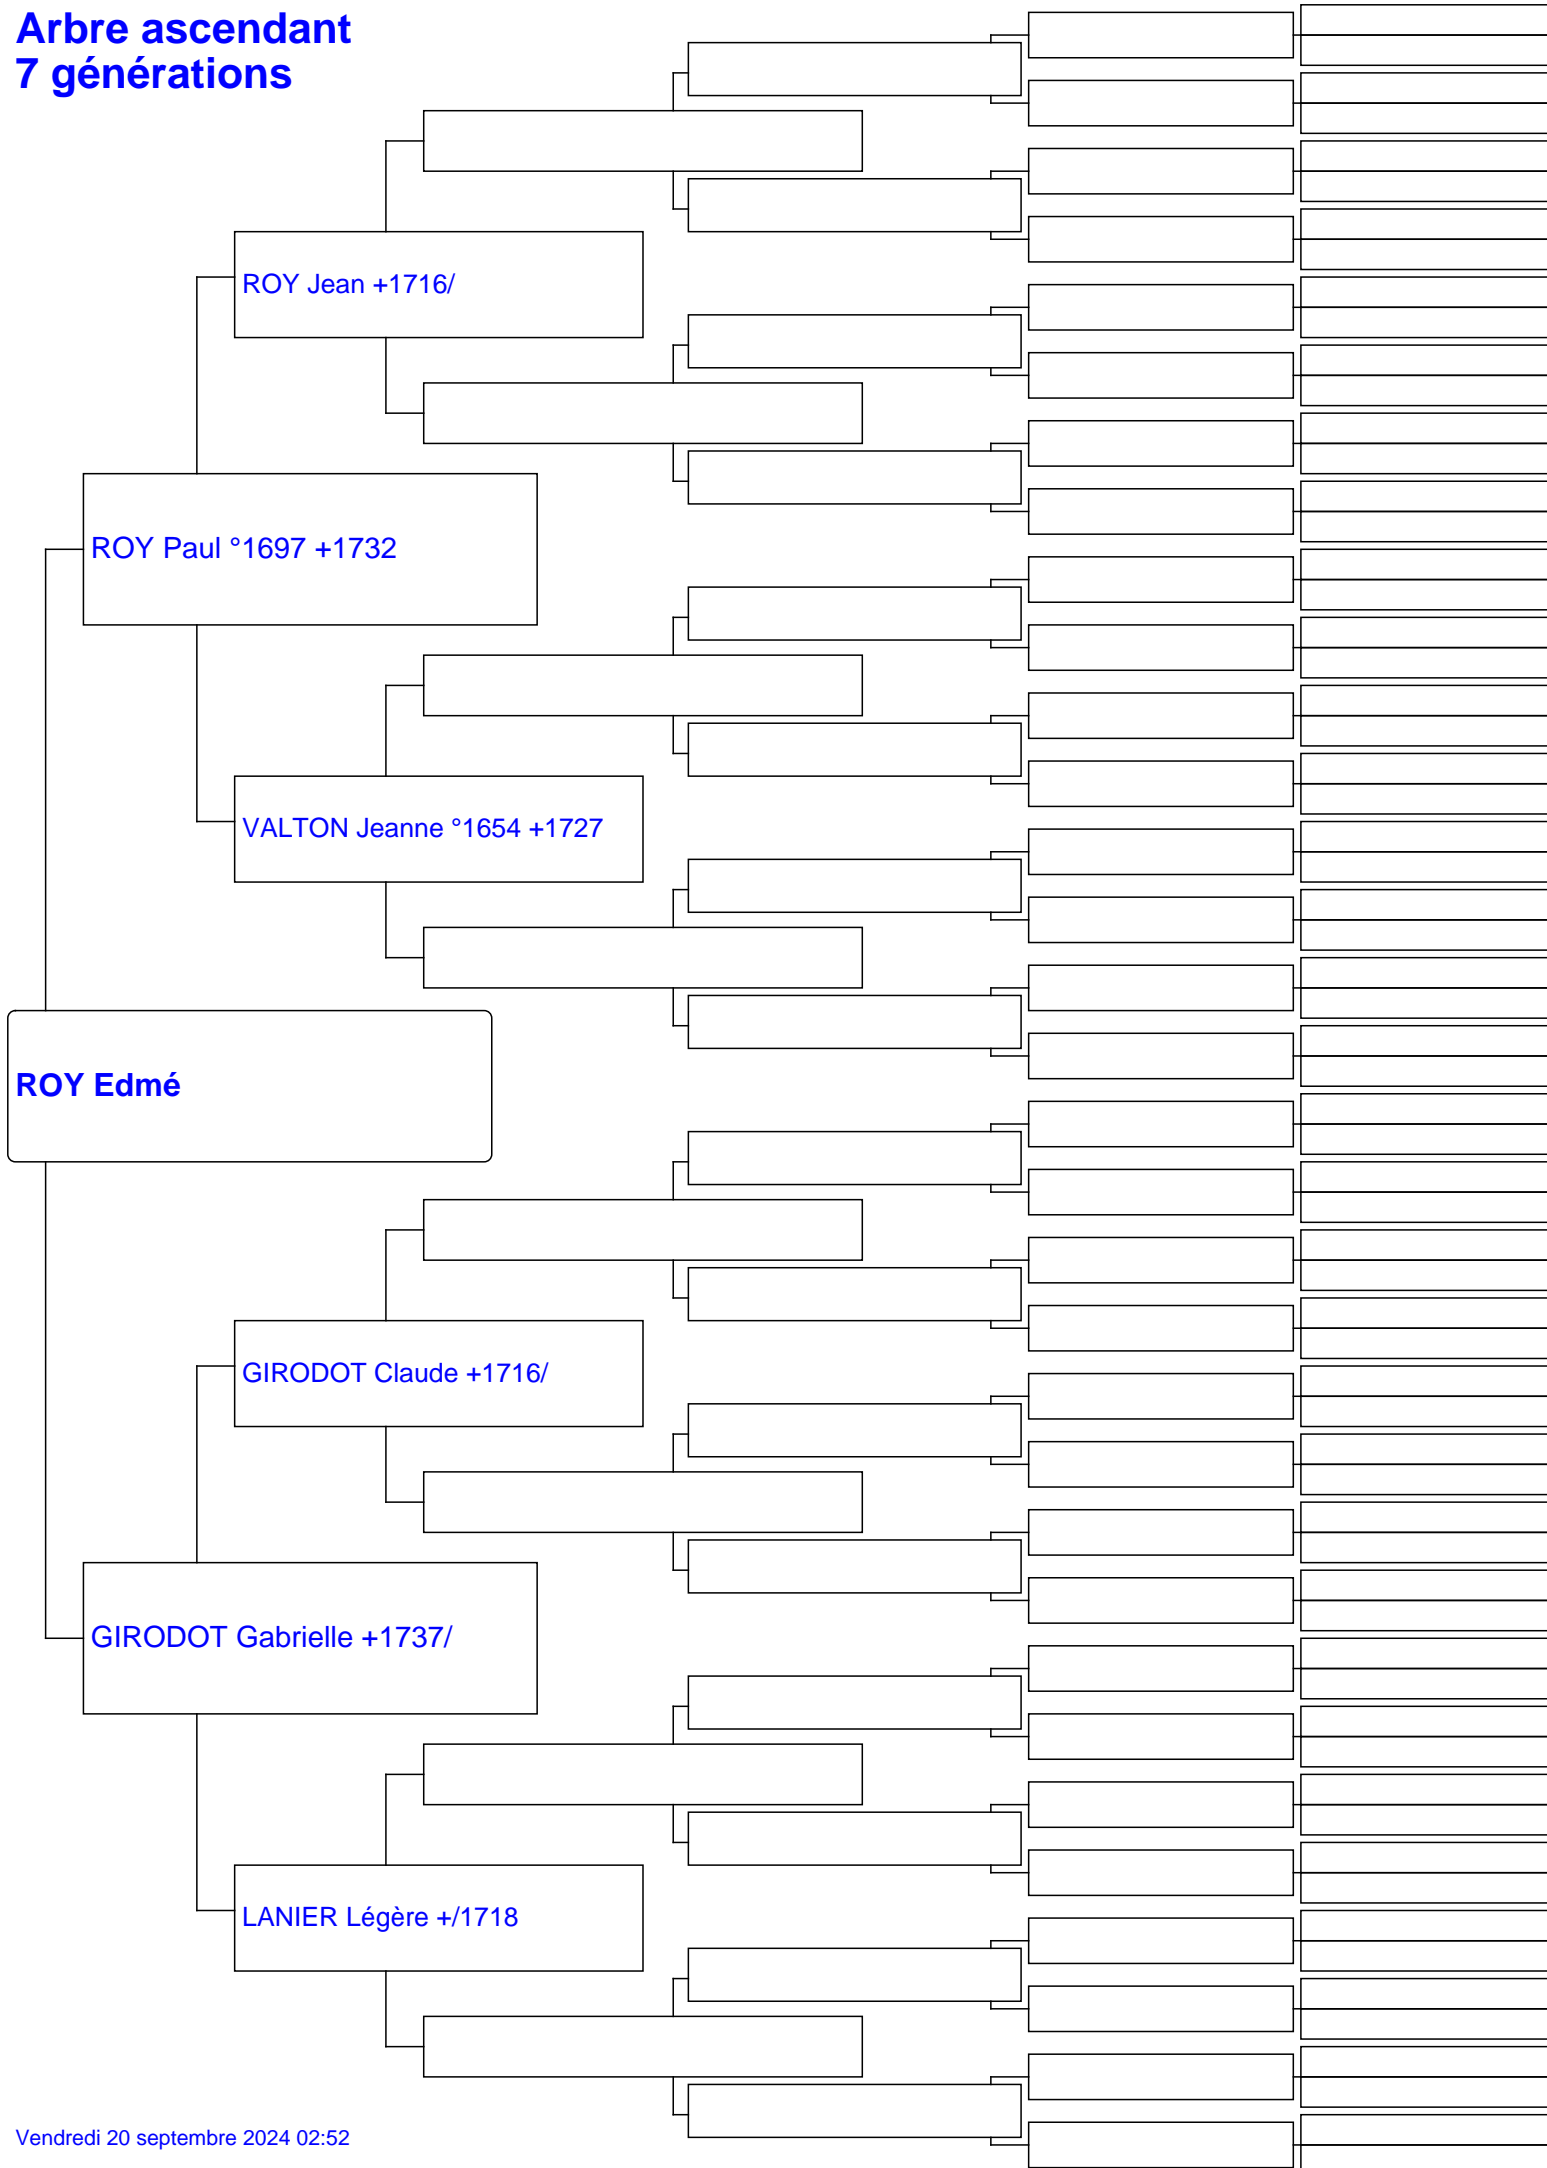 Arbre ascendant
7 générations
ROY Jean +1716/
ROY Paul °1697 +1732
VALTON Jeanne °1654 +1727
ROY Edmé
GIRODOT Claude +1716/
GIRODOT Gabrielle +1737/
LANIER Légère +/1718
Vendredi 20 septembre 2024 02:52